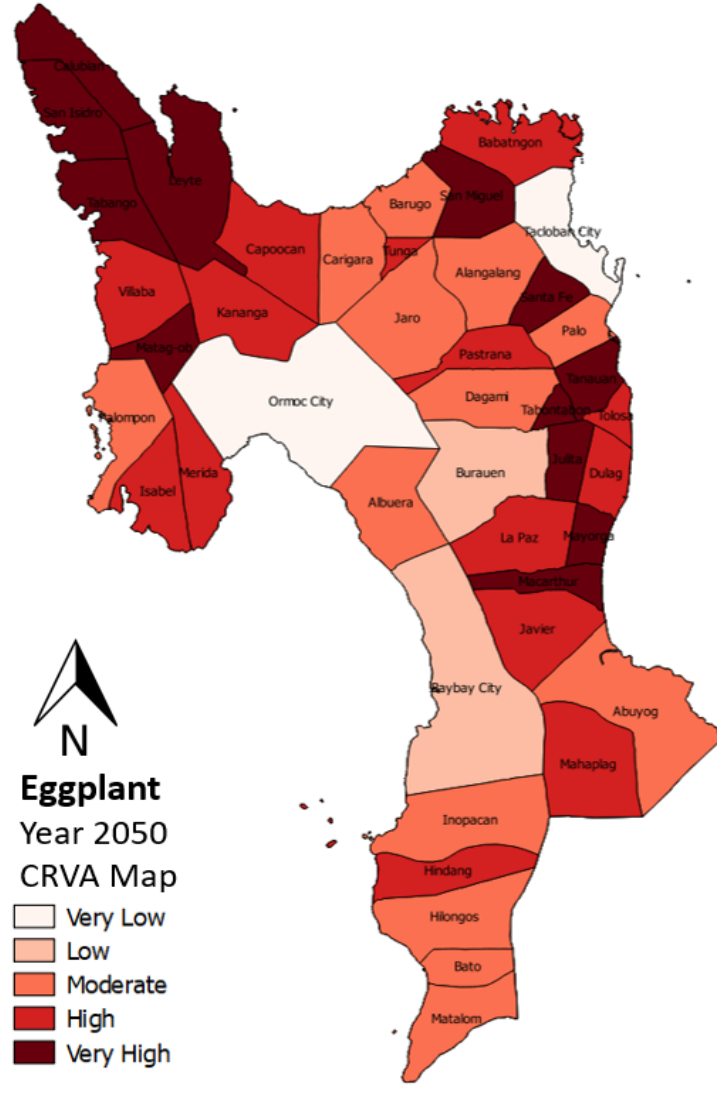 Calubian
San Isidro
Leyte
Tabango
Babatngon
San Miguel
Barugo
Tacloban City
Capoocan
Carigara
Tunga
Alangalang
Villaba
Santa Fe
Kananga
Jaro
Palo
Matag-ob
Pastrana
Tanauan
Ormoc City
Dagami
Tabontabon
Tolosa
Palompon
Merida
Isabel
Albuera
Burauen
Julita
Dulag
La Paz
Mayorga
Macarthur
Javier
Baybay City
Abuyog
Mahaplag
Inopacan
Hindang
Hilongos
Bato
Matalom
N
Eggplant
Year 2050
CRVA Map
Very Low
Low
Moderate
High
Very High